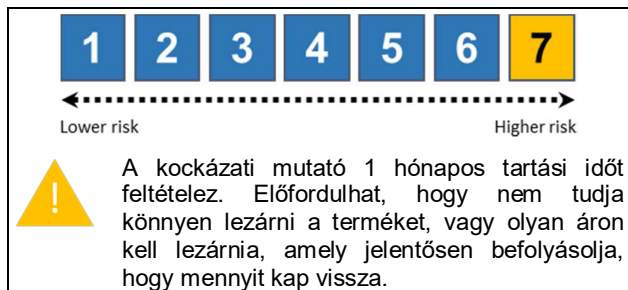 1 2 3 4 5 6 7
Lower risk Higher risk
!
A kockázati mutató 1 hónapos tartási időt
feltételez. Előfordulhat, hogy nem tudja
könnyen lezárni a terméket, vagy olyan áron
kell lezárnia, amely jelentősen befolyásolja,
hogy mennyit kap vissza.